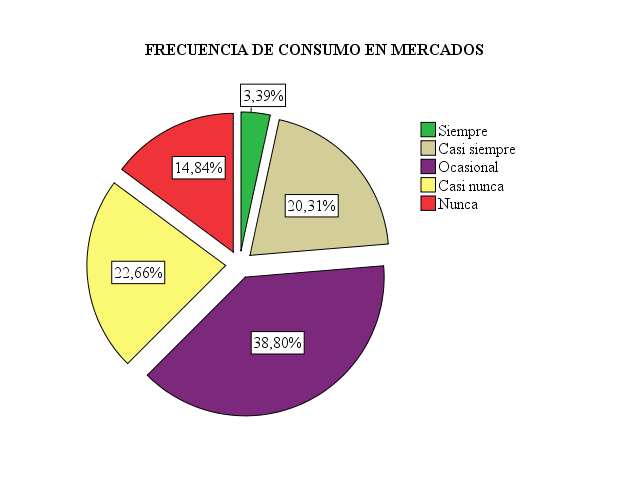 FRECUENCIA DE CONSUMO EN MERCADOS
3,39%
Siempre
Casi siempre
Ocasional
Casi nunca
Nunca
14,84%
20,31%
22,66%
38,80%